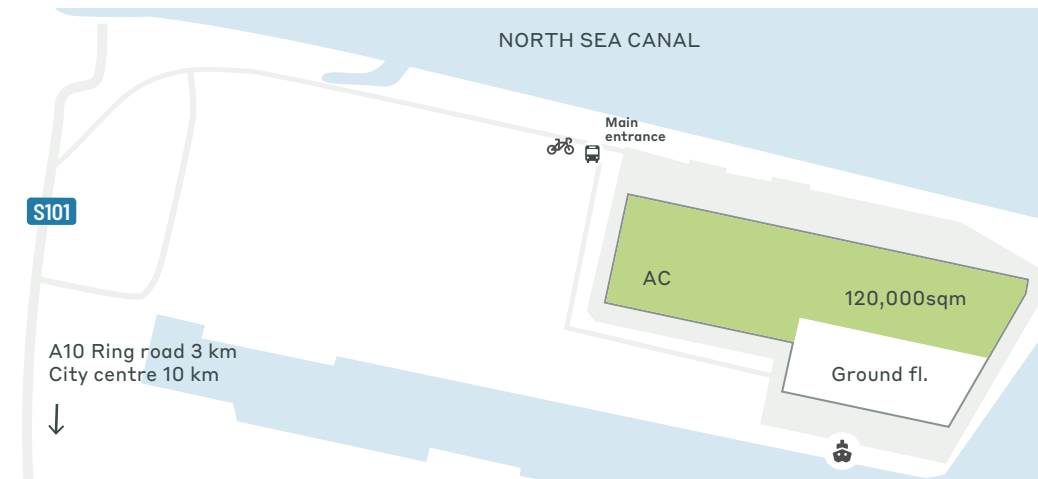 NORTH SEA CANAL
Main
entrance
S101
AC
120,000sqm
A10 Ring road 3 km
City centre 10 km
Ground fl.